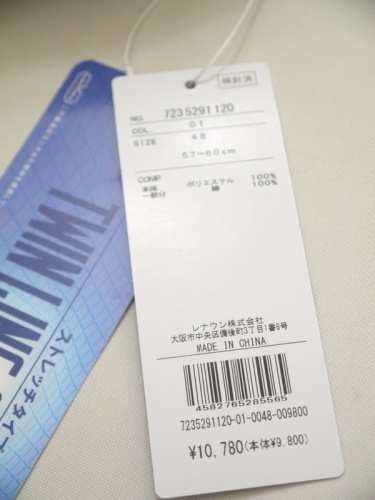 検針済
NO 7235291120
COL 01
SIZE 48
57~60cm
COMP
本体 ポリエステル 100%
一部分 綿 100%
レナウン株式会社
大阪市中央区備後町3丁目1番8号
MADE IN CHINA
4582765285565
7235291120-01-0048-009800
¥10,780(本体¥9,800)
TWIN LINE
ストレッチタイプ